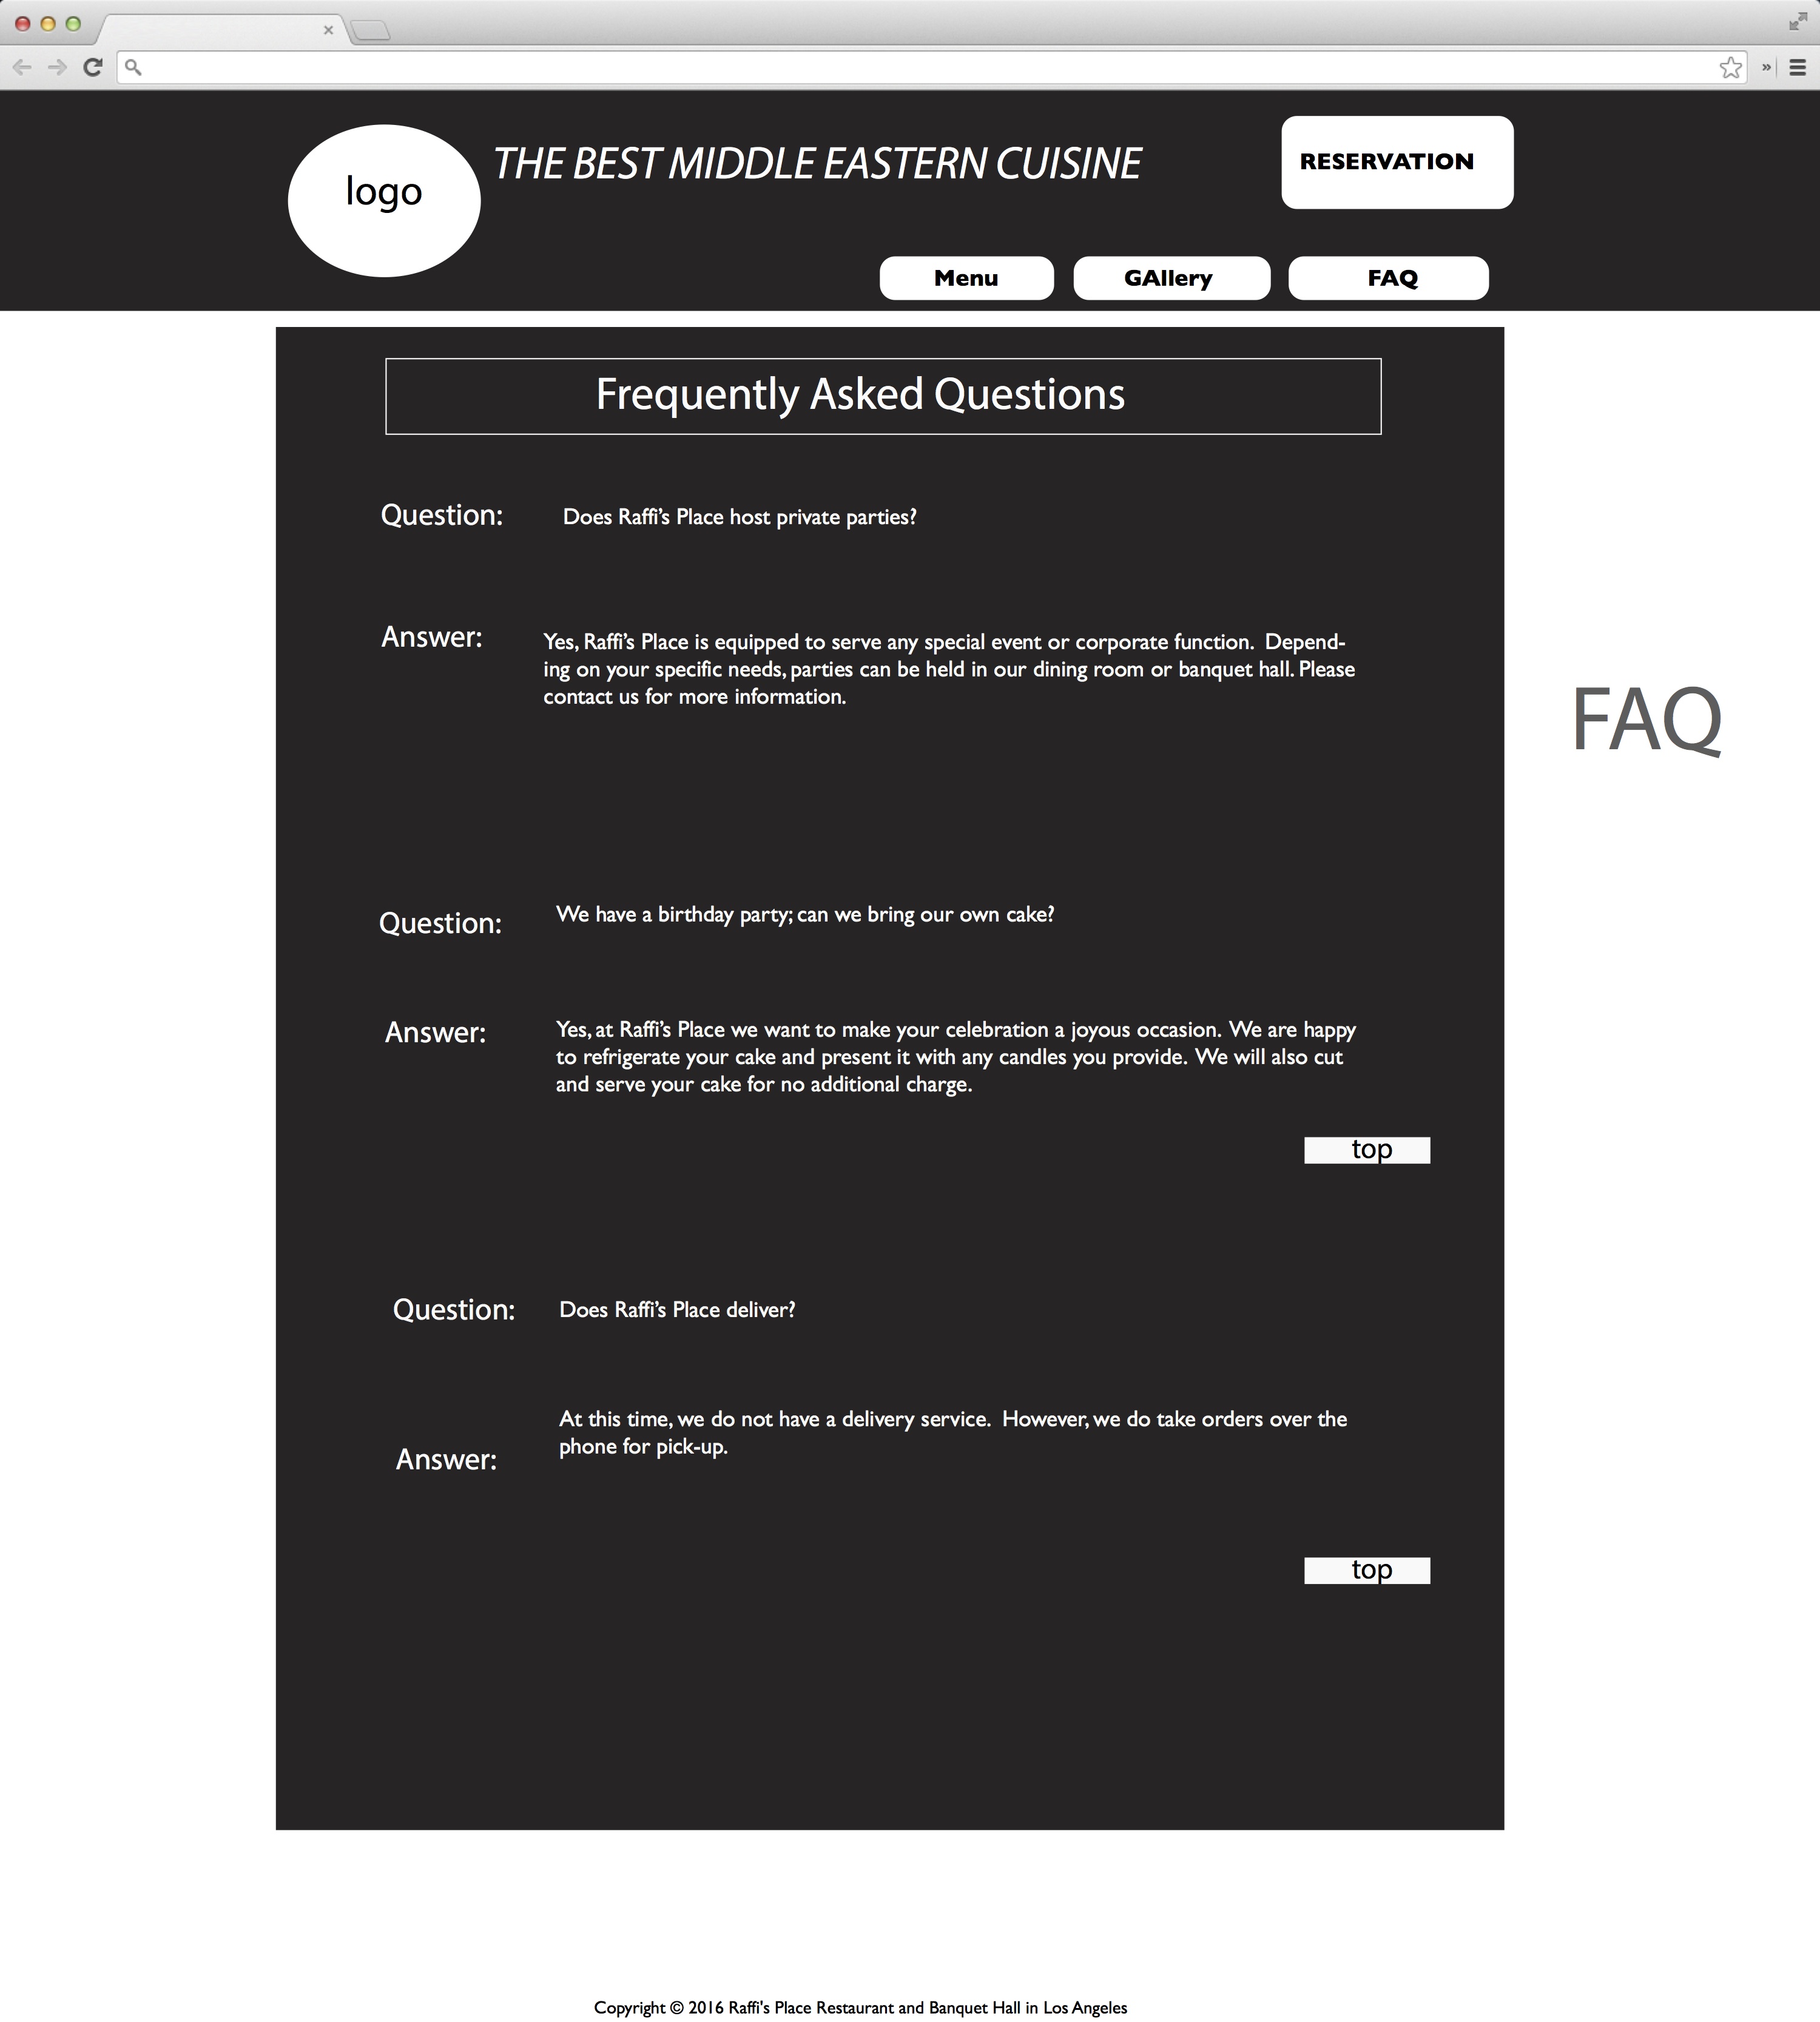 logo
THE BEST MIDDLE EASTERN CUISINE
RESERVATION
Menu
GAllery
FAQ
Frequently Asked Questions
Question:
Does Raffi’s Place host private parties?
Answer:
Yes, Raffi’s Place is equipped to serve any special event or corporate function.  Depend-
ing on your specific needs, parties can be held in our dining room or banquet hall. Please
contact us for more information.
FAQ
Question:
We have a birthday party; can we bring our own cake?
Answer:
Yes, at Raffi’s Place we want to make your celebration a joyous occasion.  We are happy
to refrigerate your cake and present it with any candles you provide.  We will also cut
and serve your cake for no additional charge.
top
Question:
Does Raffi’s Place deliver?
Answer:
At this time, we do not have a delivery service.  However, we do take orders over the
phone for pick-up.
top
Copyright © 2016 Raffi's Place Restaurant and Banquet Hall in Los Angeles